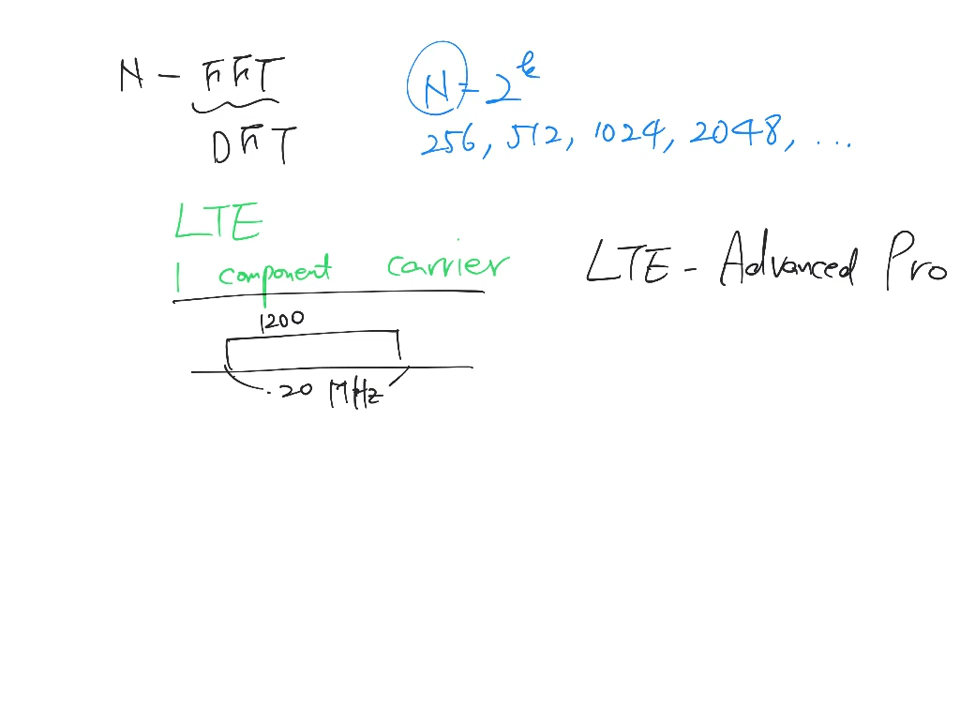 N - FFT
DFT
N = 2^k
256, 512, 1024, 2048, ...
LTE
1 component carrier
1200
20 MHz
LTE - Advanced Pro